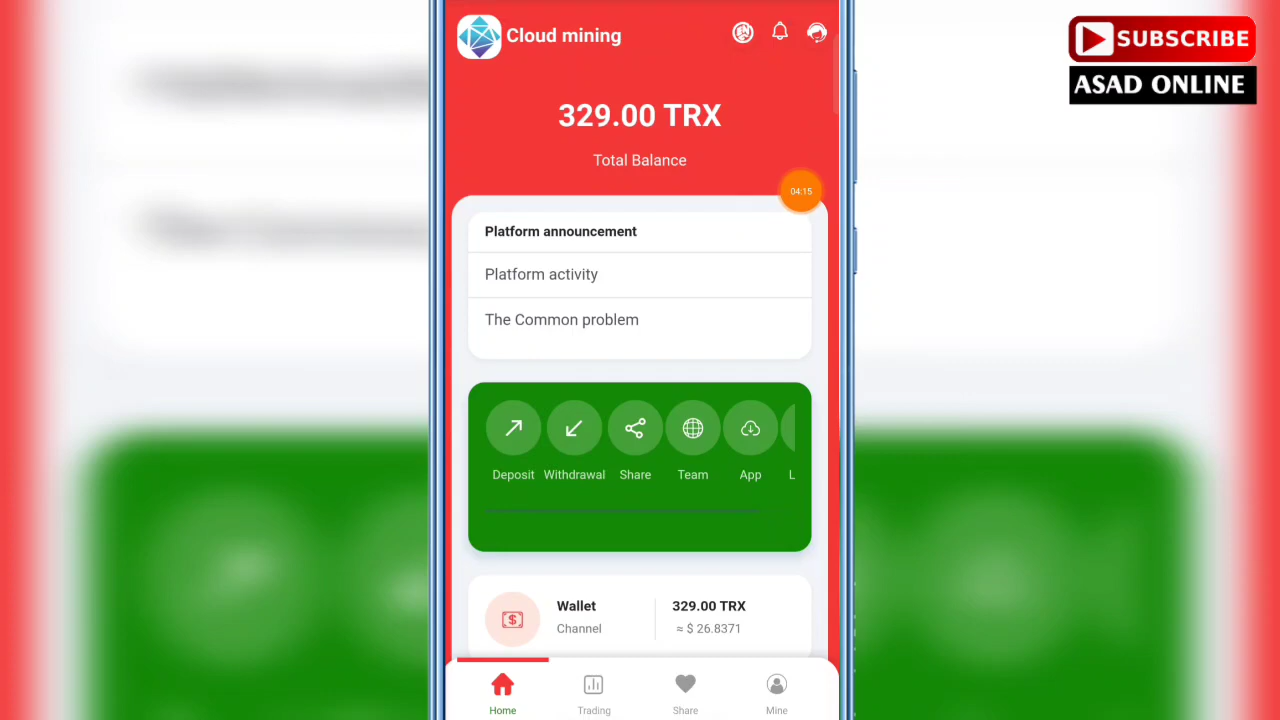 Cloud mining
SUBSCRIBE
ASAD ONLINE
329.00 TRX
Total Balance
04:15
Platform announcement
Platform activity
The Common problem
Deposit Withdrawal Share Team App L
Wallet 329.00 TRX
Channel ≈ $ 26.8371
Home Trading Share Mine